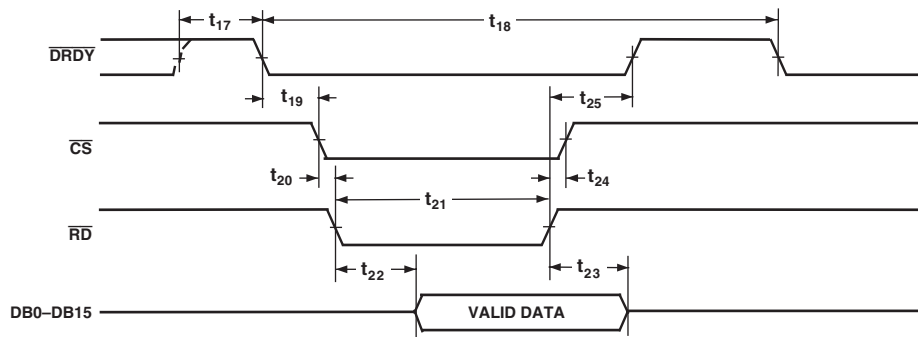 t17
t18
DRDY
t19
t25
CS
t20
t24
t21
RD
t22
t23
DB0–DB15
VALID DATA